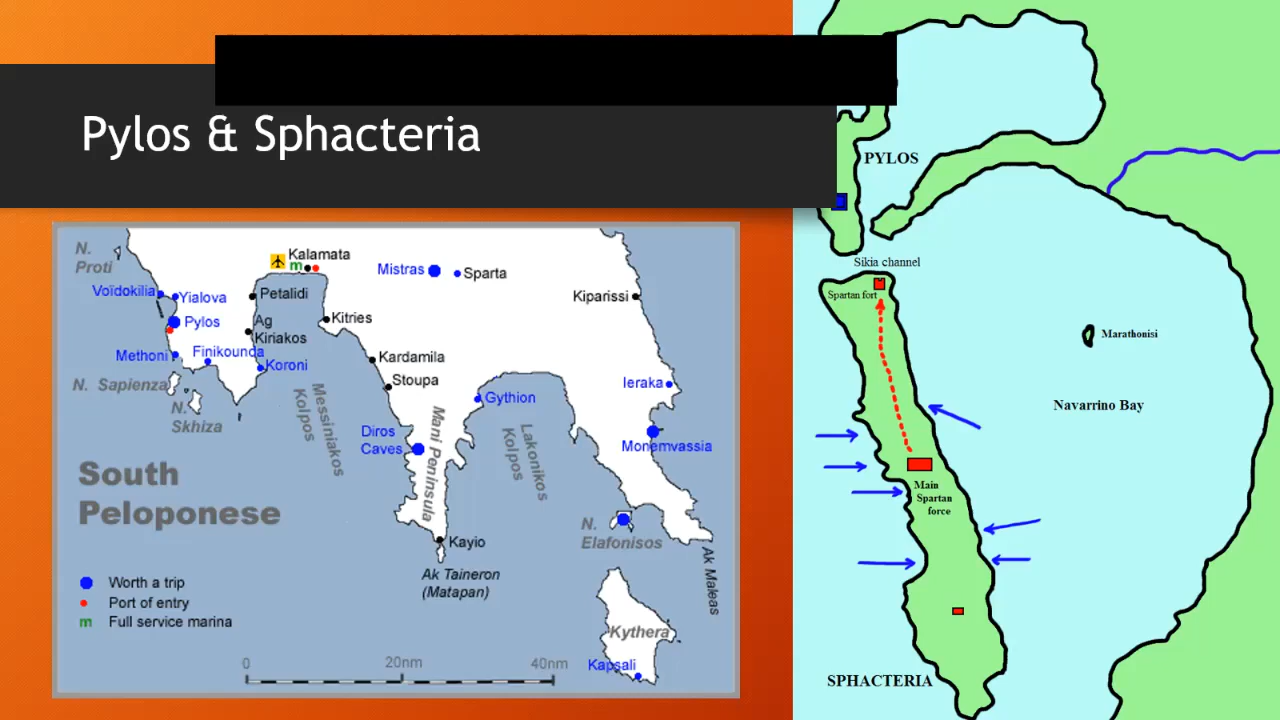 Pylos & Sphacteria
N.
Proti
Kalamata
m
Mistras
Sparta
Voïdokilia
Yialova
Petalidi
Kiparissi
Pylos
Ag
Kiriakos
Kitries
Methoni
Finikounda
Koroni
Kardamila
Stoupa
N. Sapienza
N.
Skhiza
Messiniakos
Kolpos
Gythion
Ieraka
Diros
Caves
Mani Peninsula
Lakonikos
Kolpos
Monemvassia
South
Peloponese
N.
Elafonisos
Kayio
Ak Taineron
(Matapan)
Ak Maleas
Worth a trip
Port of entry
m Full service marina
Kythera
Kapsali
0 20nm 40nm
PYLOS
Sikia channel
Spartan fort
Marathonisi
Navarrino Bay
Main
Spartan
force
SPHACTERIA